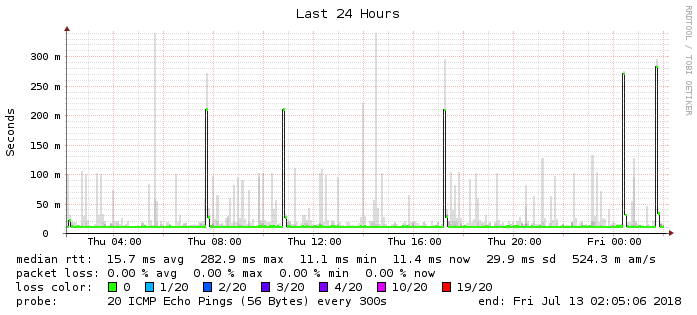 Last 24 Hours
RRDTOOL / TOBI OETIKER
Seconds
300 m
250 m
200 m
150 m
100 m
50 m
0
Thu 04:00 Thu 08:00 Thu 12:00 Thu 16:00 Thu 20:00 Fri 00:00
median rtt: 15.7 ms avg 282.9 ms max 11.1 ms min 11.4 ms now 29.9 ms sd 524.3 m am/s
packet loss: 0.00 % avg 0.00 % max 0.00 % min 0.00 % now
loss color: 0 1/20 2/20 3/20 4/20 10/20 19/20
probe: 20 ICMP Echo Pings (56 Bytes) every 300s end: Fri Jul 13 02:05:06 2018